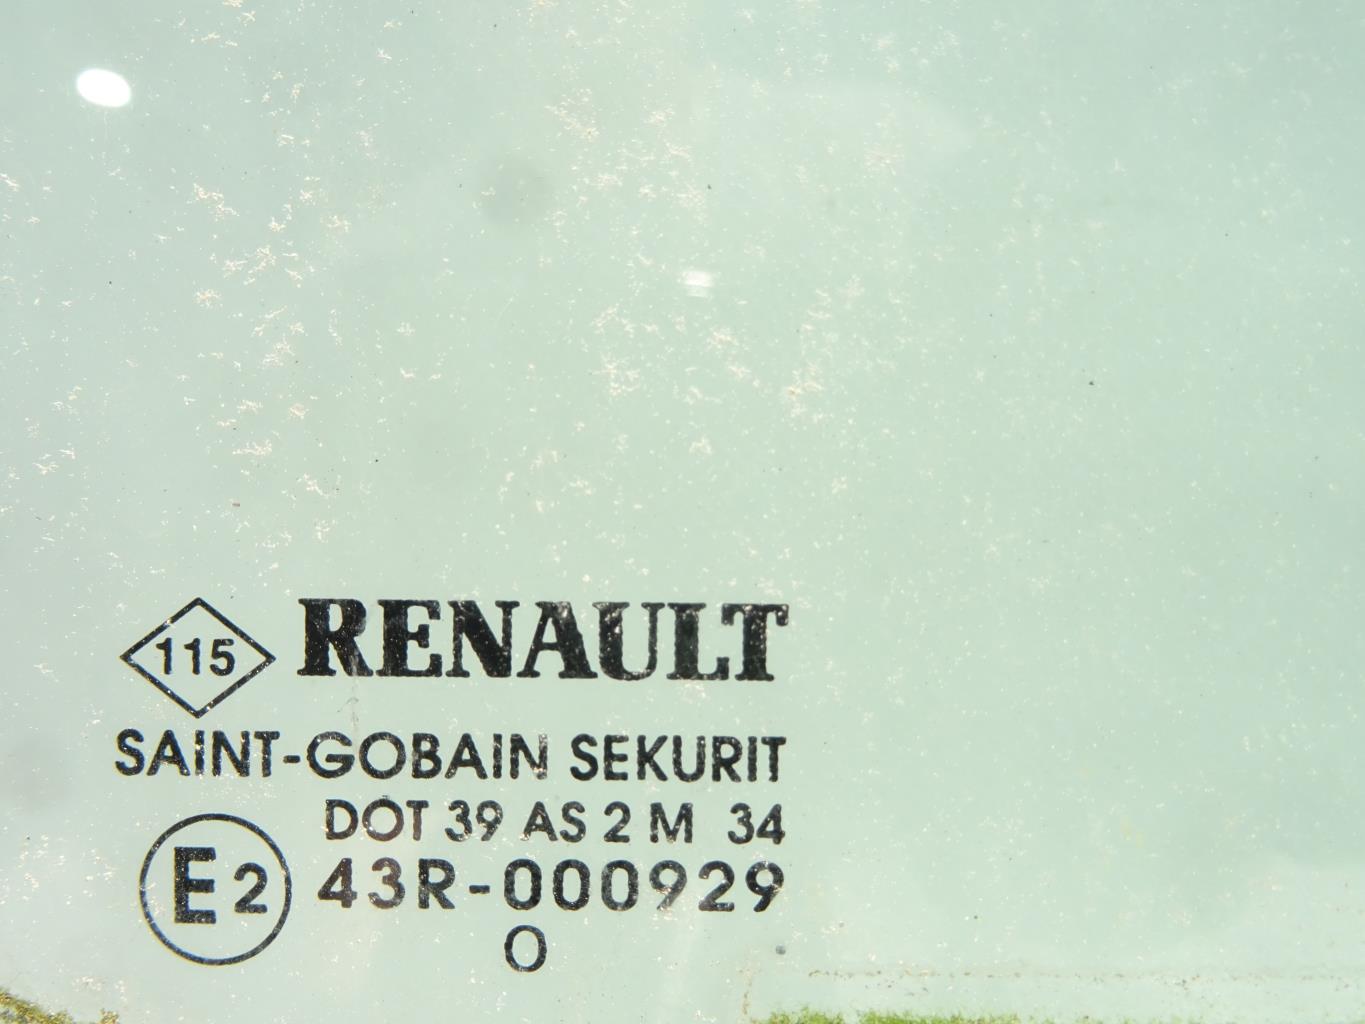 115 RENAULT
SAINT-GOBAIN SEKURIT
DOT 39 AS 2 M 34
E2 43R-000929
O